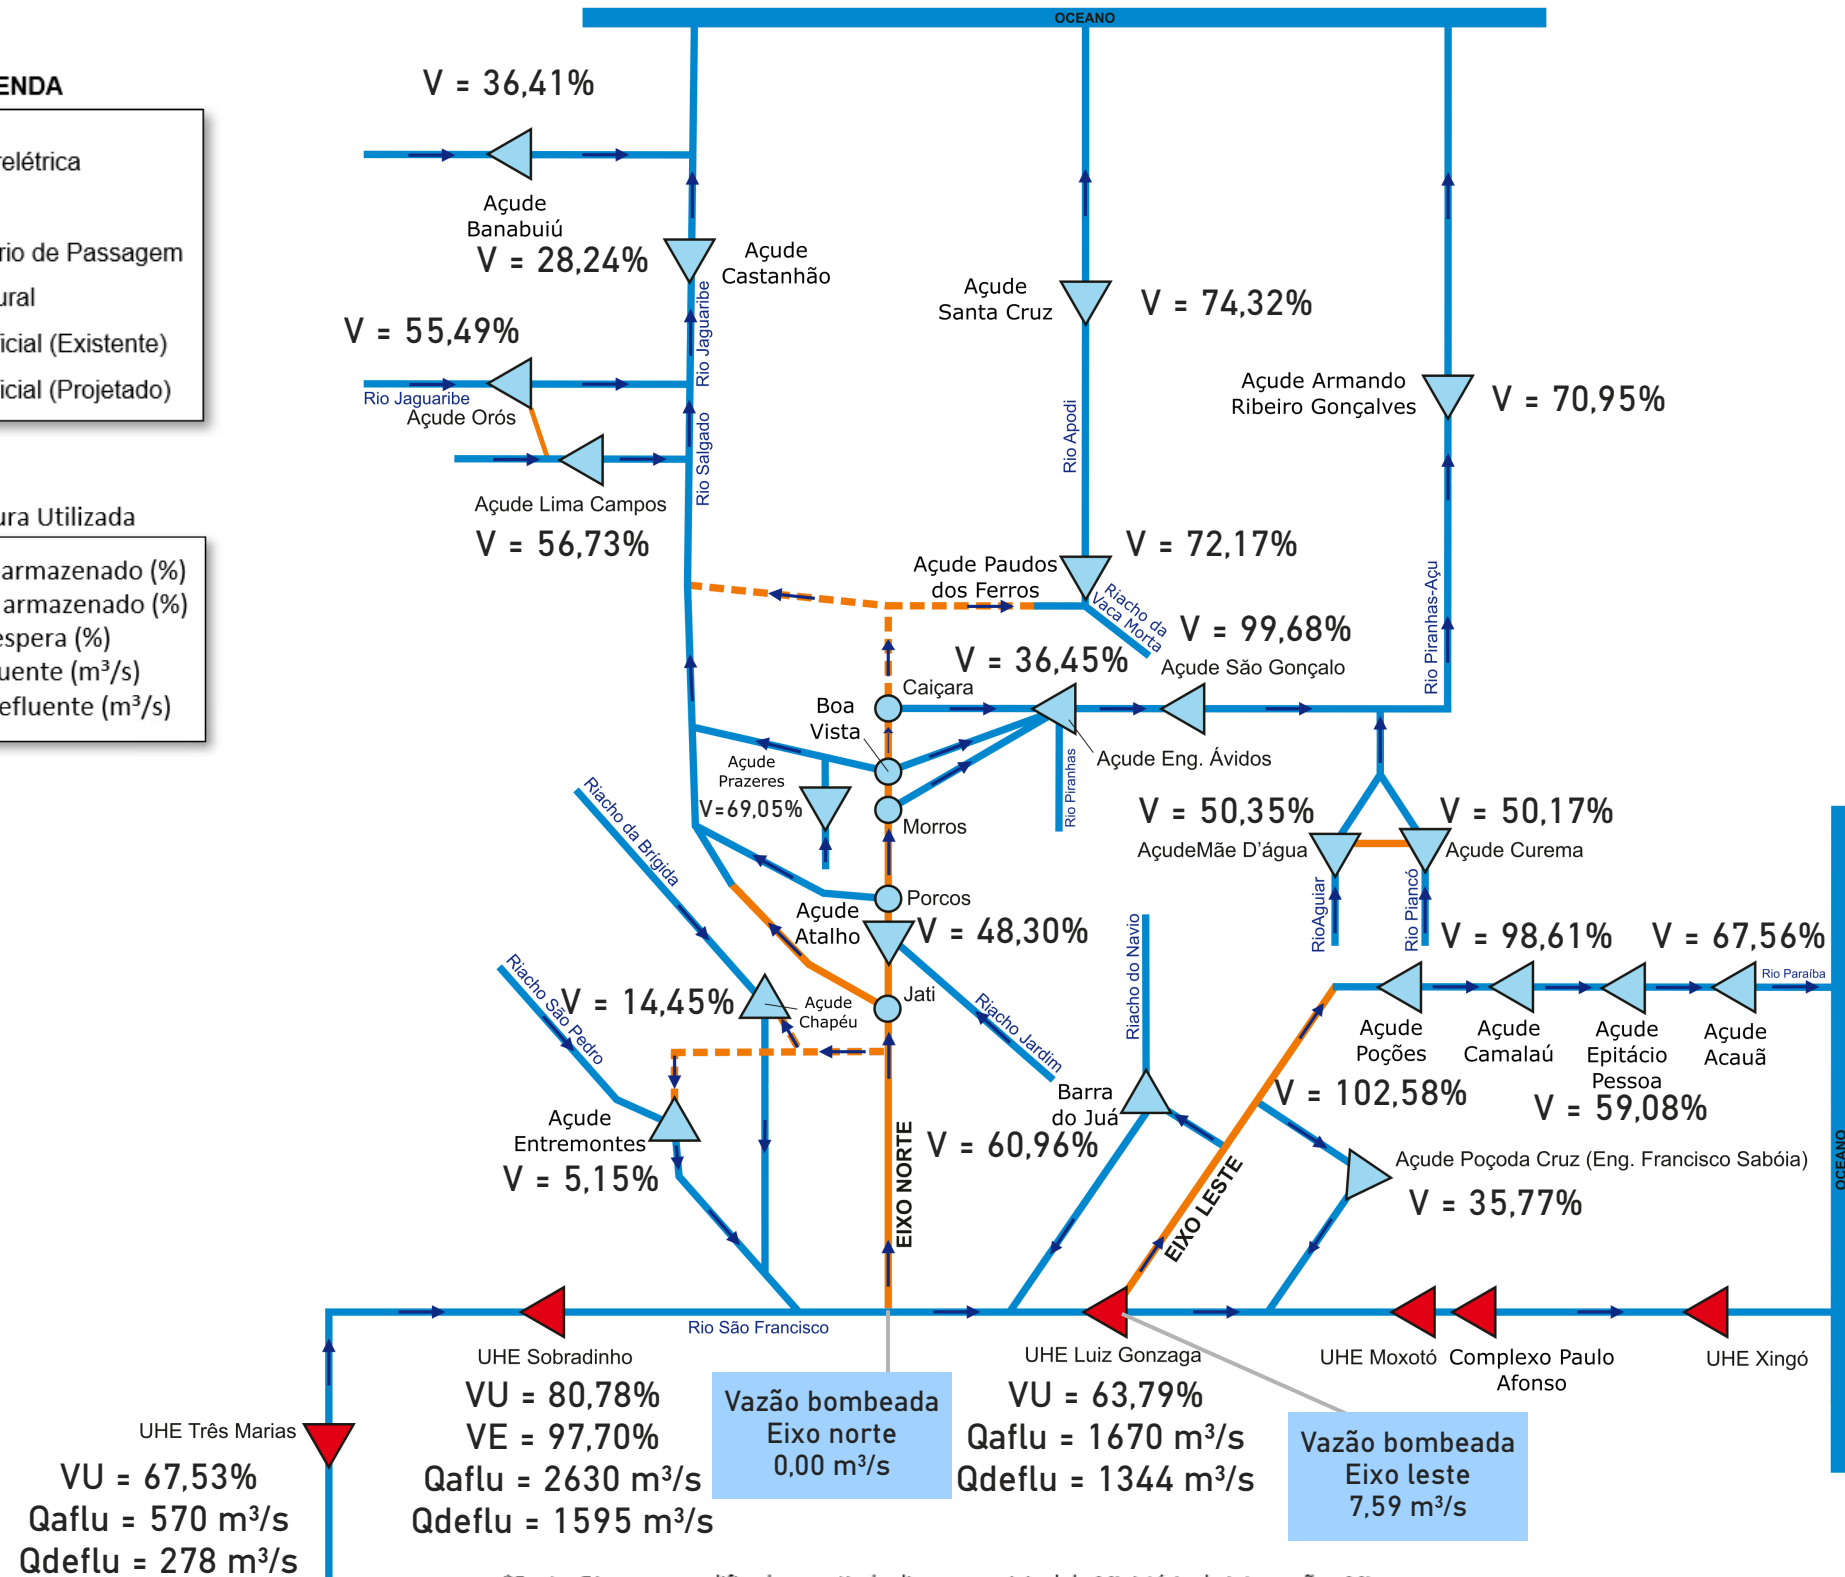 OCEANO
ENDA
relétrica
rio de Passagem
ural
ficial (Existente)
ficial (Projetado)
ura Utilizada
armazenado (%)
armazenado (%)
espera (%)
uente (m³/s)
efluente (m³/s)
V = 36,41%
Açude
Banabuiú
V = 28,24%
Açude
Castanhão
Rio Jaguaribe
V = 55,49%
Rio Jaguaribe
Açude Orós
Rio Salgado
Açude Lima Campos
V = 56,73%
Açude
Santa Cruz
V = 74,32%
Rio Apodi
Açude Armando
Ribeiro Gonçalves
V = 70,95%
Açude Paudos
dos Ferros
V = 72,17%
Riacho da
Vaca Morta
V = 99,68%
Açude São Gonçalo
V = 36,45%
Rio Piranhas-Açu
Caiçara
Boa
Vista
Açude Eng. Ávidos
Rio Piranhas
Açude
Prazeres
V=69,05%
Morros
Riacho da Brígida
V = 50,35%
AçudeMãe D'água
V = 50,17%
Açude Curema
RioAguiar
Rio Piancó
Porcos
Açude
Atalho
V = 48,30%
Riacho do Navio
V = 98,61%
V = 67,56%
Rio Paraíba
Riacho São Pedro
V = 14,45%
Açude
Chapéu
Jati
Riacho Jardim
Açude
Poções
Açude
Camalaú
Açude
Epitácio
Pessoa
Açude
Acauã
V = 102,58%
V = 59,08%
Barra
do Juá
V = 60,96%
Açude
Entremontes
V = 5,15%
EIXO NORTE
EIXO LESTE
Açude Poçoda Cruz (Eng. Francisco Sabóia)
V = 35,77%
OCEANO
Rio São Francisco
UHE Sobradinho
VU = 80,78%
VE = 97,70%
Qaflu = 2630 m³/s
Qdeflu = 1595 m³/s
Vazão bombeada
Eixo norte
0,00 m³/s
UHE Luiz Gonzaga
VU = 63,79%
Qaflu = 1670 m³/s
Qdeflu = 1344 m³/s
Vazão bombeada
Eixo leste
7,59 m³/s
UHE Moxotó
Complexo Paulo
Afonso
UHE Xingó
UHE Três Marias
VU = 67,53%
Qaflu = 570 m³/s
Qdeflu = 278 m³/s